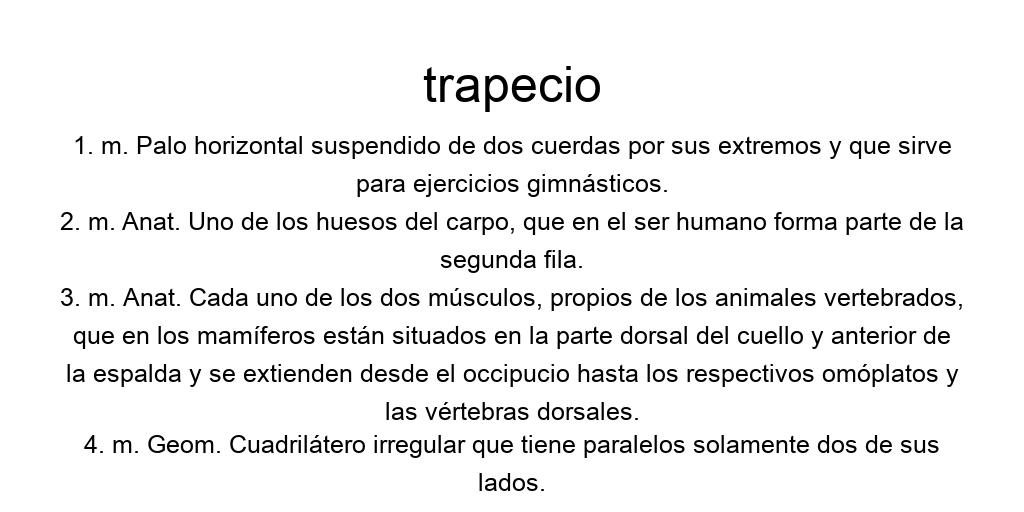 trapecio
1. m. Palo horizontal suspendido de dos cuerdas por sus extremos y que sirve
para ejercicios gimnásticos.
2. m. Anat. Uno de los huesos del carpo, que en el ser humano forma parte de la
segunda fila.
3. m. Anat. Cada uno de los dos músculos, propios de los animales vertebrados,
que en los mamíferos están situados en la parte dorsal del cuello y anterior de
la espalda y se extienden desde el occipucio hasta los respectivos omóplatos y
las vértebras dorsales.
4. m. Geom. Cuadrilátero irregular que tiene paralelos solamente dos de sus
lados.